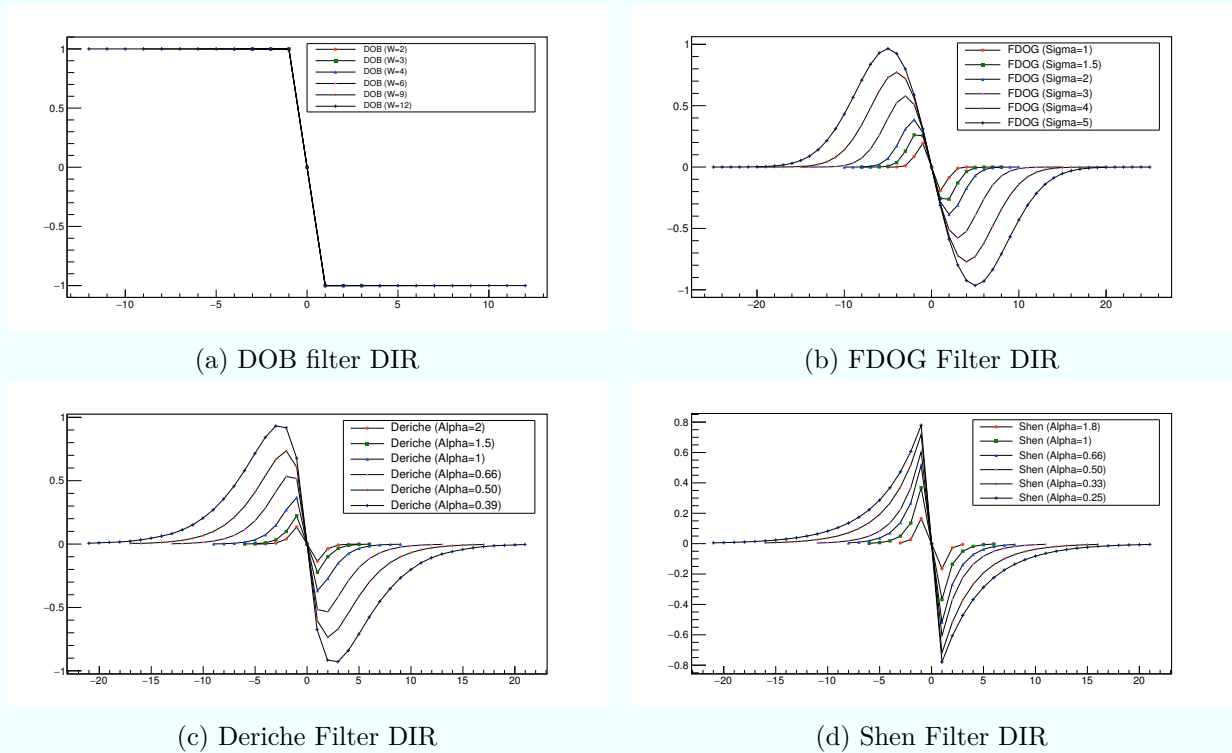 1
0.5
0
−0.5
−1
−10
−5
0
5
10
DOB (W=2)
DOB (W=3)
DOB (W=4)
DOB (W=6)
DOB (W=9)
DOB (W=12)
(a) DOB filter DIR
1
0.5
0
−0.5
−1
−20
−10
0
10
20
FDOG (Sigma=1)
FDOG (Sigma=1.5)
FDOG (Sigma=2)
FDOG (Sigma=3)
FDOG (Sigma=4)
FDOG (Sigma=5)
(b) FDOG Filter DIR
1
0.5
0
−0.5
−1
−20
−15
−10
−5
0
5
10
15
20
Deriche (Alpha=2)
Deriche (Alpha=1.5)
Deriche (Alpha=1)
Deriche (Alpha=0.66)
Deriche (Alpha=0.50)
Deriche (Alpha=0.39)
(c) Deriche Filter DIR
0.8
0.6
0.4
0.2
0
−0.2
−0.4
−0.6
−0.8
−20
−15
−10
−5
0
5
10
15
20
Shen (Alpha=1.8)
Shen (Alpha=1)
Shen (Alpha=0.66)
Shen (Alpha=0.50)
Shen (Alpha=0.33)
Shen (Alpha=0.25)
(d) Shen Filter DIR